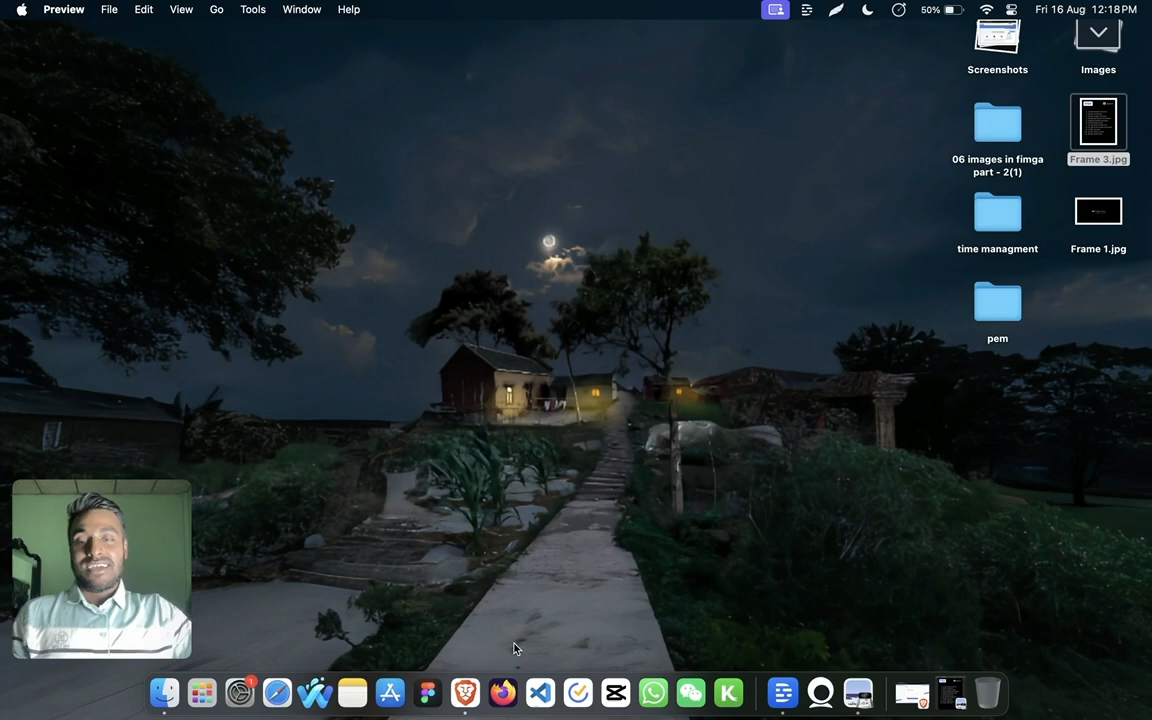 Preview File Edit View Go Tools Window Help 50% Fri 16 Aug 12:18 PM
Screenshots Images
06 images in fimga part - 2(1)
Frame 3.jpg
time managment Frame 1.jpg
pem
1